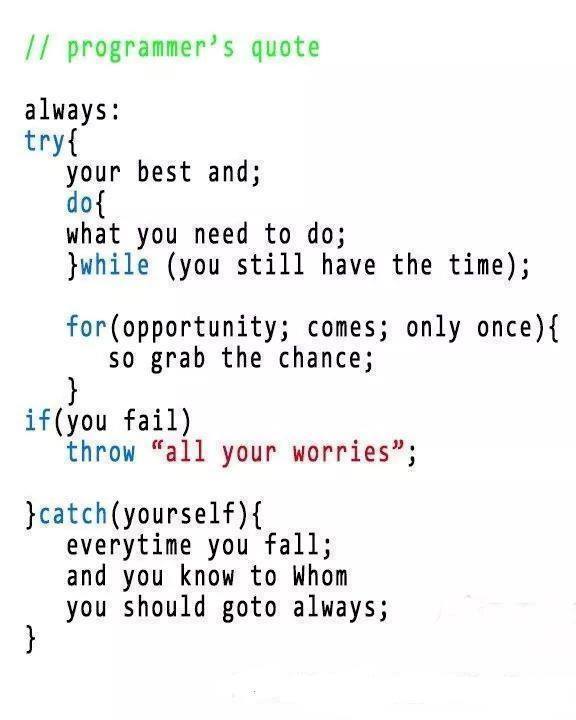 // programmer’s quote
always:
try{
your best and;
do{
what you need to do;
}while (you still have the time);
for(opportunity; comes; only once){
so grab the chance;
}
if(you fail)
throw “all your worries”;
}catch(yourself){
everytime you fall;
and you know to Whom
you should goto always;
}